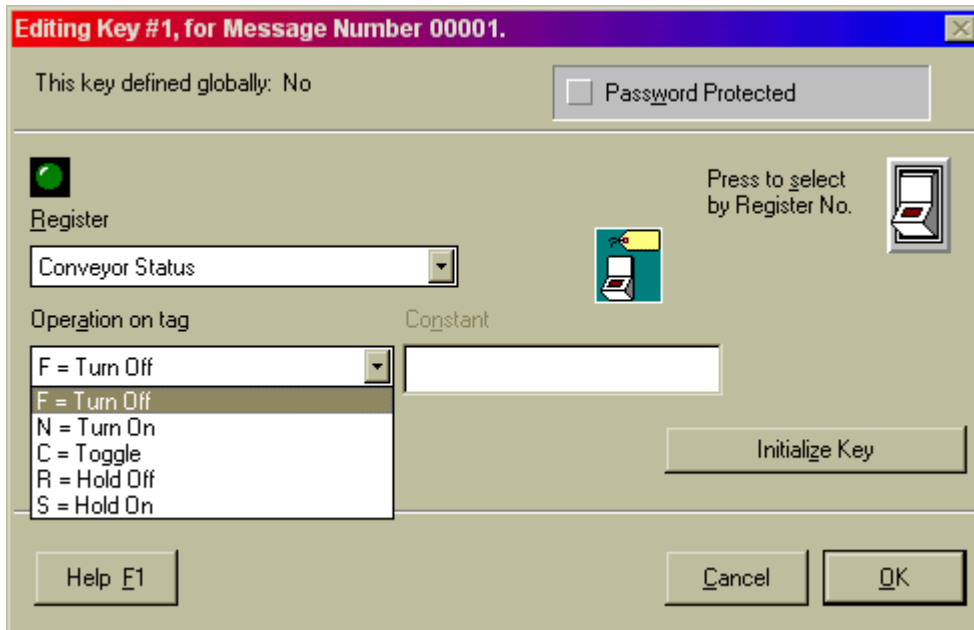 Editing Key #1, for Message Number 00001.
This key defined globally: No
Password Protected
Press to select
by Register No.
Register
Conveyor Status
Operation on tag
Constant
F = Turn Off
F = Turn Off
N = Turn On
C = Toggle
R = Hold Off
S = Hold On
Initialize Key
Help F1
Cancel
OK